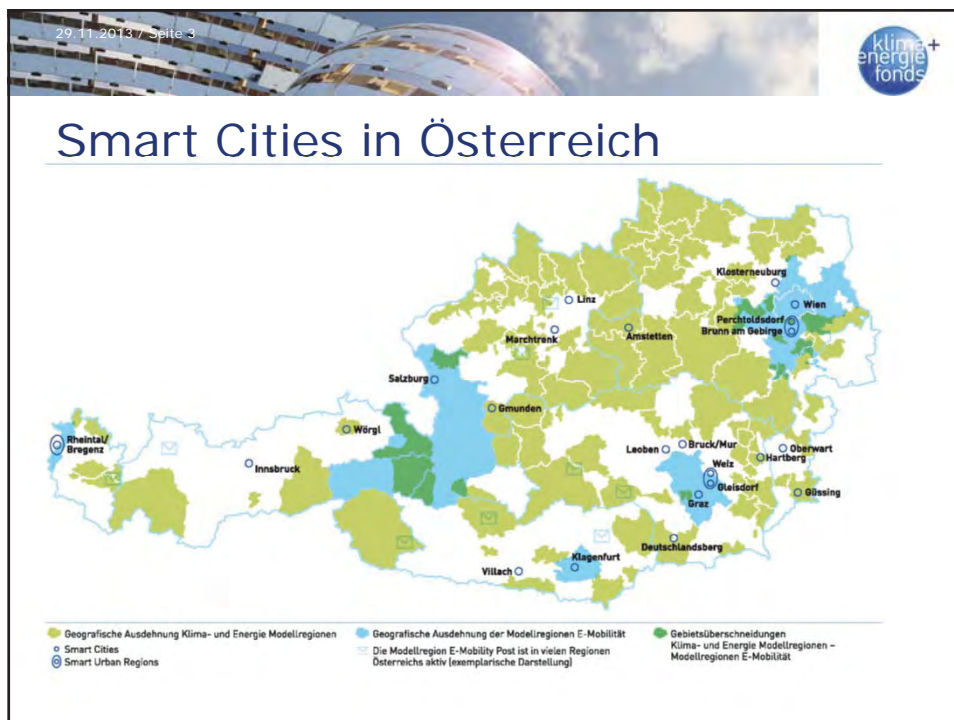 29.11.2013 / Seite 3
klima+
energie
fonds
Smart Cities in Österreich
Klosterneuburg
Wien
Linz
Perchtoldsdorf
Brunn am Gebirge
Marchtrenk
Amstetten
Salzburg
Gmunden
Wörgl
Rheintal/
Bregenz
Innsbruck
Leoben
Bruck/Mur
Oberwart
Hartberg
Weiz
Gleisdorf
Güssing
Graz
Deutschlandsberg
Klagenfurt
Villach
Geografische Ausdehnung Klima- und Energie Modellregionen
Smart Cities
Smart Urban Regions
Geografische Ausdehnung der Modellregionen E-Mobilität
Die Modellregion E-Mobility Post ist in vielen Regionen
Österreichs aktiv (exemplarische Darstellung)
Gebietsüberschneidungen
Klima- und Energie Modellregionen –
Modellregionen E-Mobilität